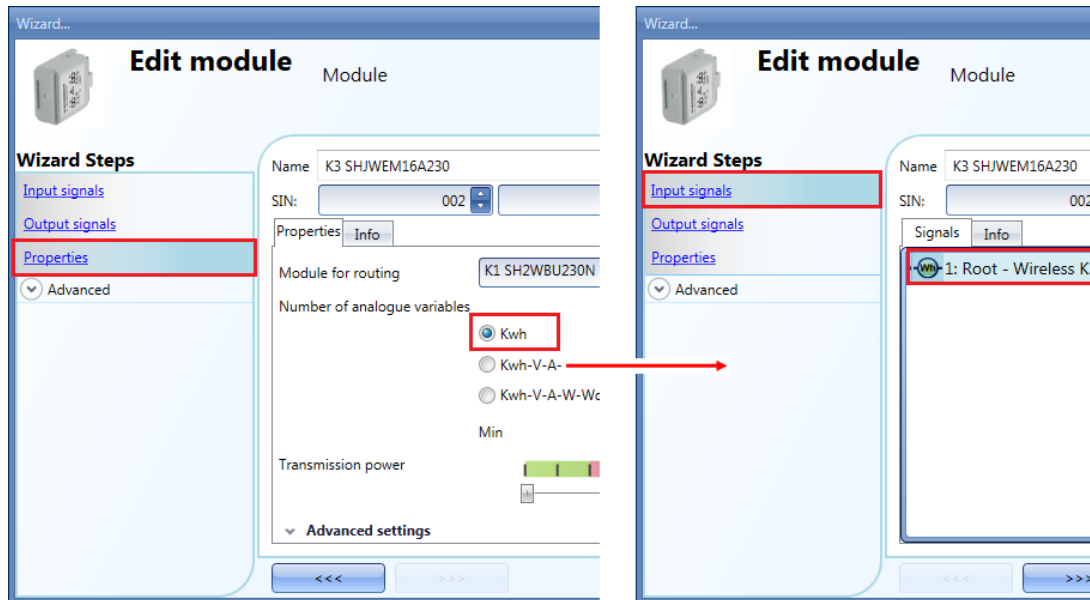 Wizard...
Edit module
Module
Wizard Steps
Input signals
Output signals
Properties
Advanced
Name K3 SHJWEM16A230
SIN: 002
Properties Info
Module for routing K1 SH2WBU230N
Number of analogue variables
Kwh
Kwh-V-A-
Kwh-V-A-W-Wc
Min
Transmission power
Advanced settings
<<< >>>
Wizard...
Edit module
Module
Wizard Steps
Input signals
Output signals
Properties
Advanced
Name K3 SHJWEM16A230
SIN: 002
Signals Info
Wh 1: Root - Wireless K
<<< >>>